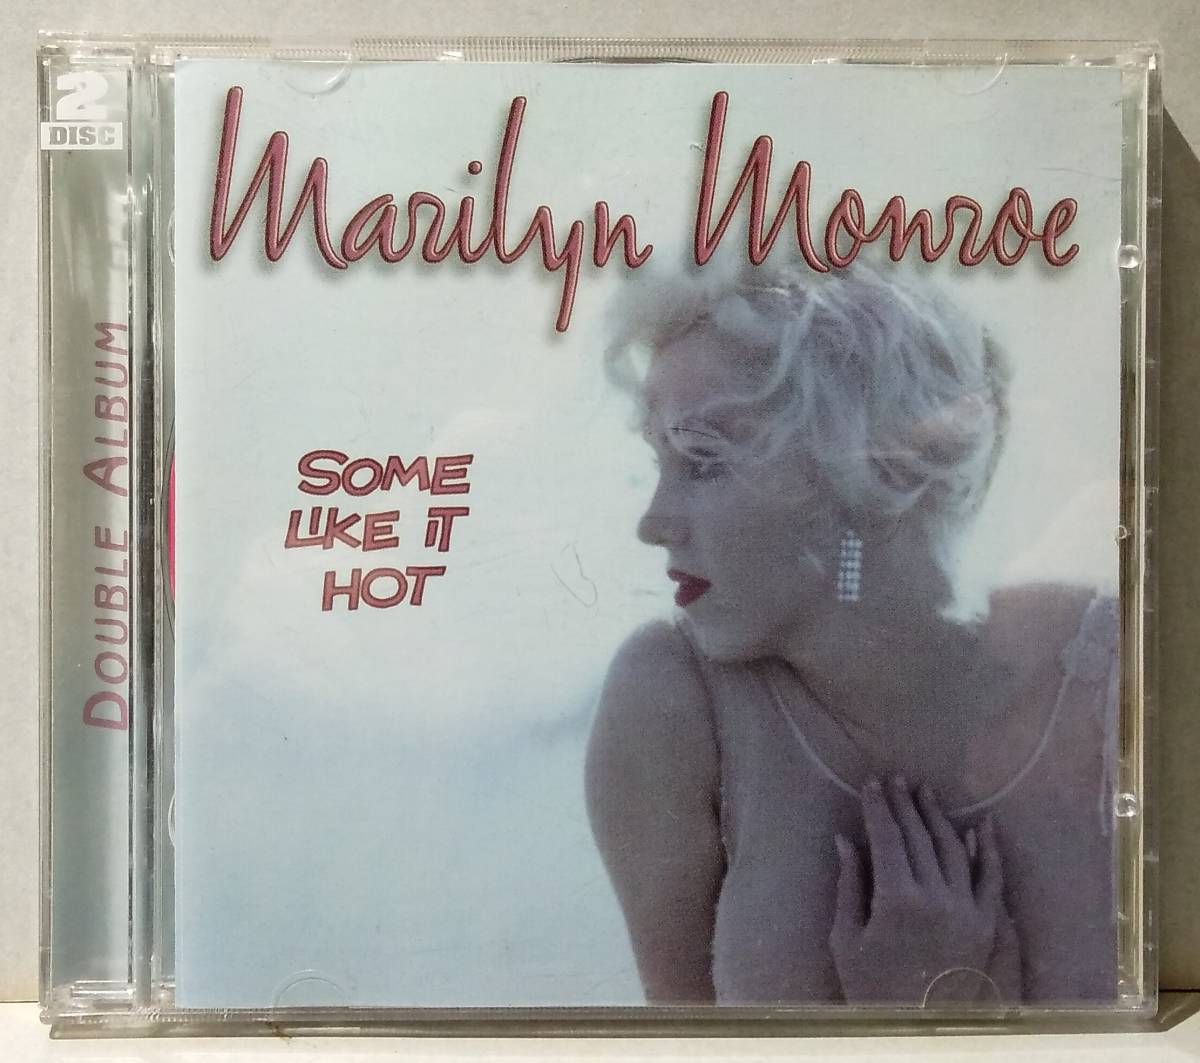 2
DISC
DOUBLE ALBUM
Marilyn Monroe
SOME
LIKE IT
HOT